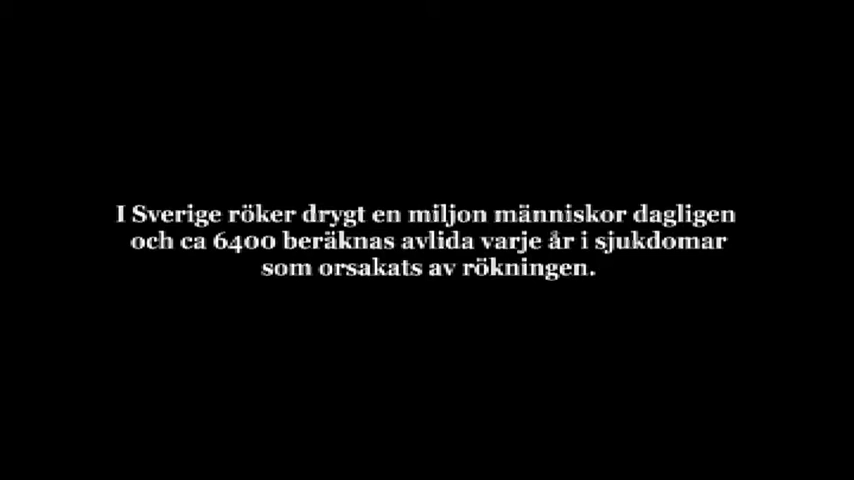 I Sverige röker drygt en miljon människor dagligen
och ca 6400 beräknas avlida varje år i sjukdomar
som orsakats av rökningen.